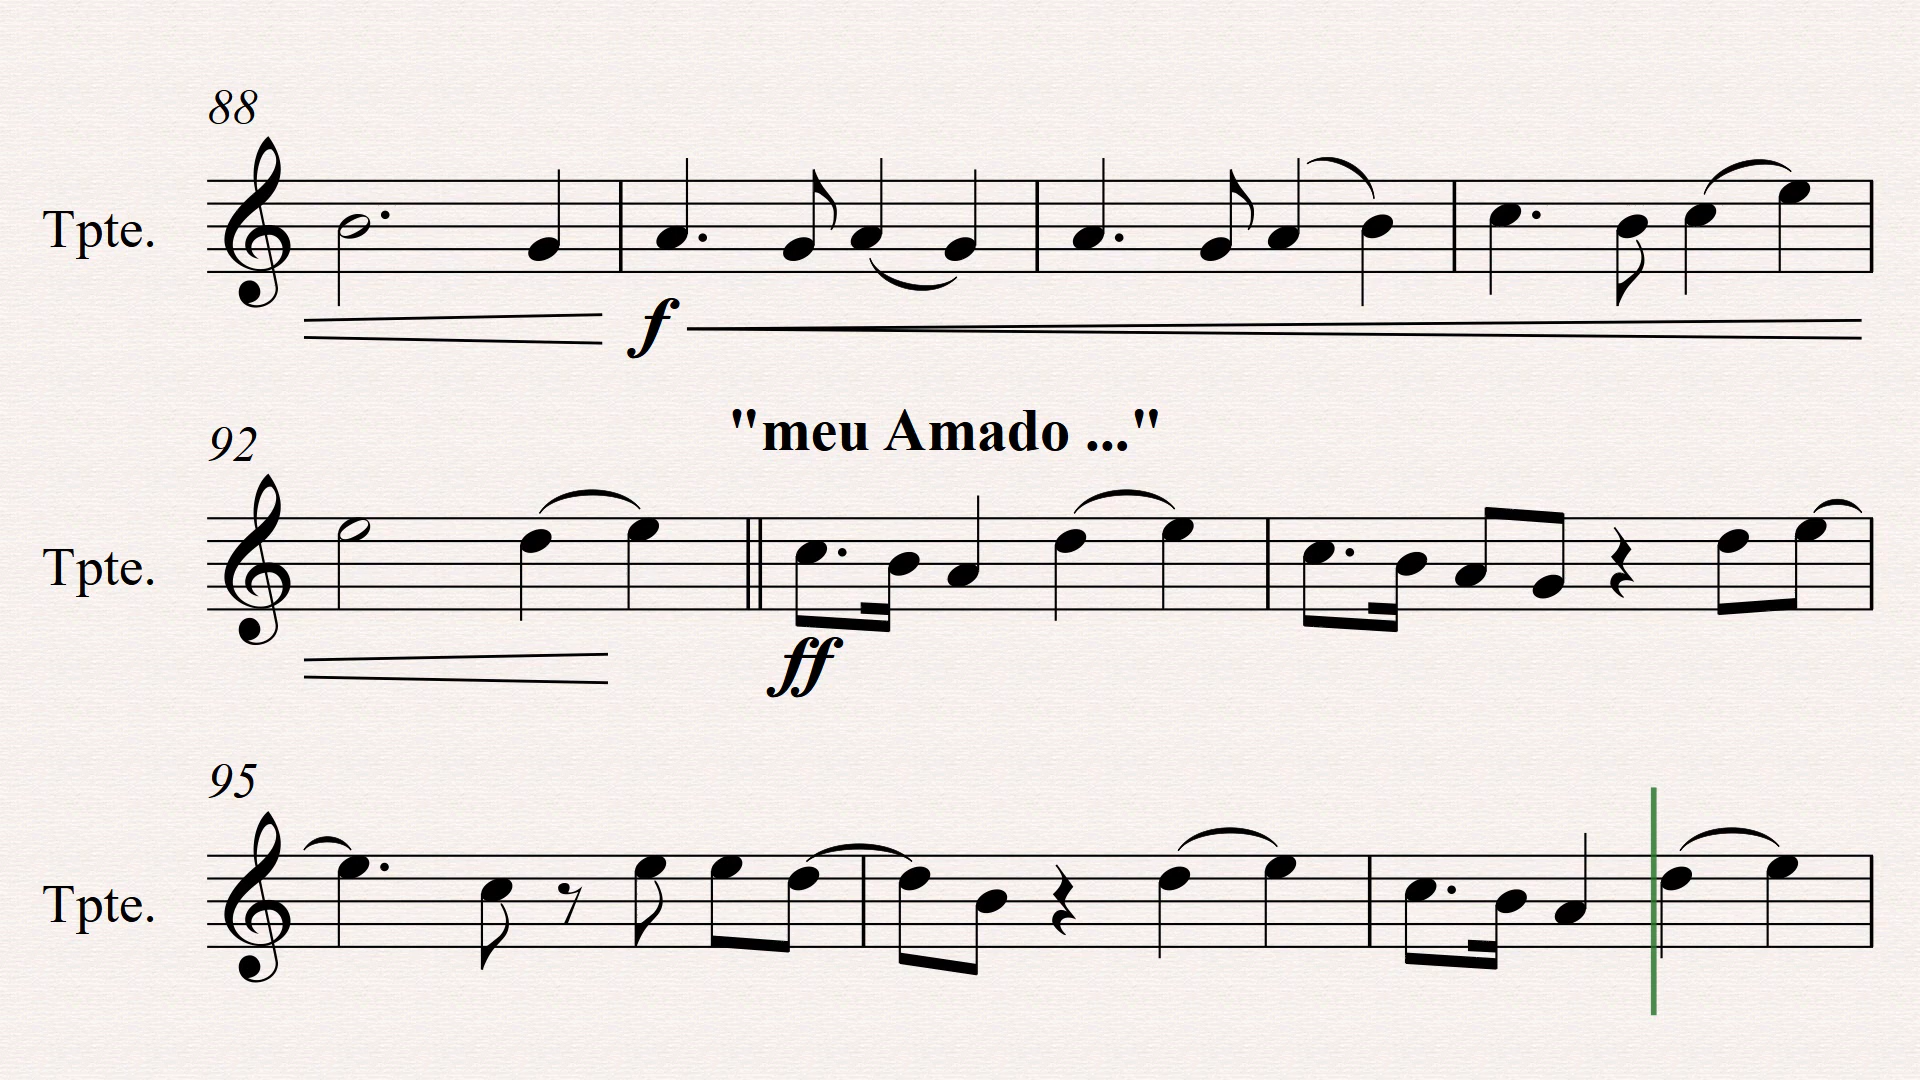 88
Tpte.
f
"meu Amado ..."
92
Tpte.
ff
95
Tpte.